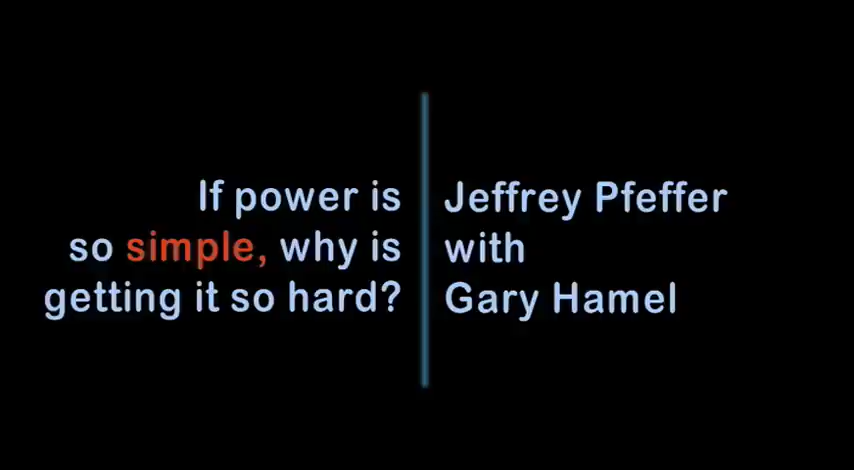 If power is
so simple, why is
getting it so hard?
Jeffrey Pfeffer
with
Gary Hamel